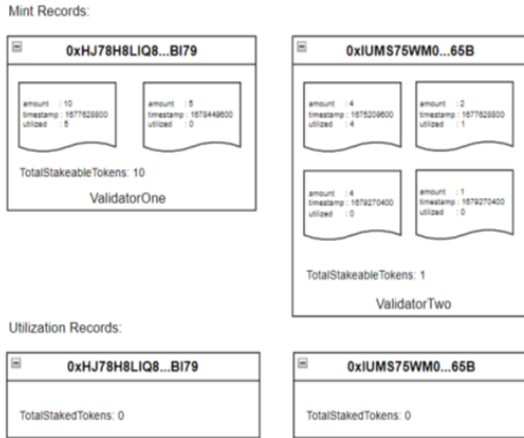 Mint Records:
0xHJ78H8LIQ8...BI79
amount : 10
timestamp : 1677628800
utilized : 5
amount : 5
timestamp : 1678449600
utilized : 0
TotalStakeableTokens: 10
ValidatorOne
0xIUMS75WM0...65B
amount : 4
timestamp : 1675209600
utilized : 4
amount : 2
timestamp : 1677628800
utilized : 1
amount : 4
timestamp : 1679270400
utilized : 0
amount : 1
timestamp : 1679270400
utilized : 0
TotalStakeableTokens: 1
ValidatorTwo
Utilization Records:
0xHJ78H8LIQ8...BI79
TotalStakedTokens: 0
0xIUMS75WM0...65B
TotalStakedTokens: 0